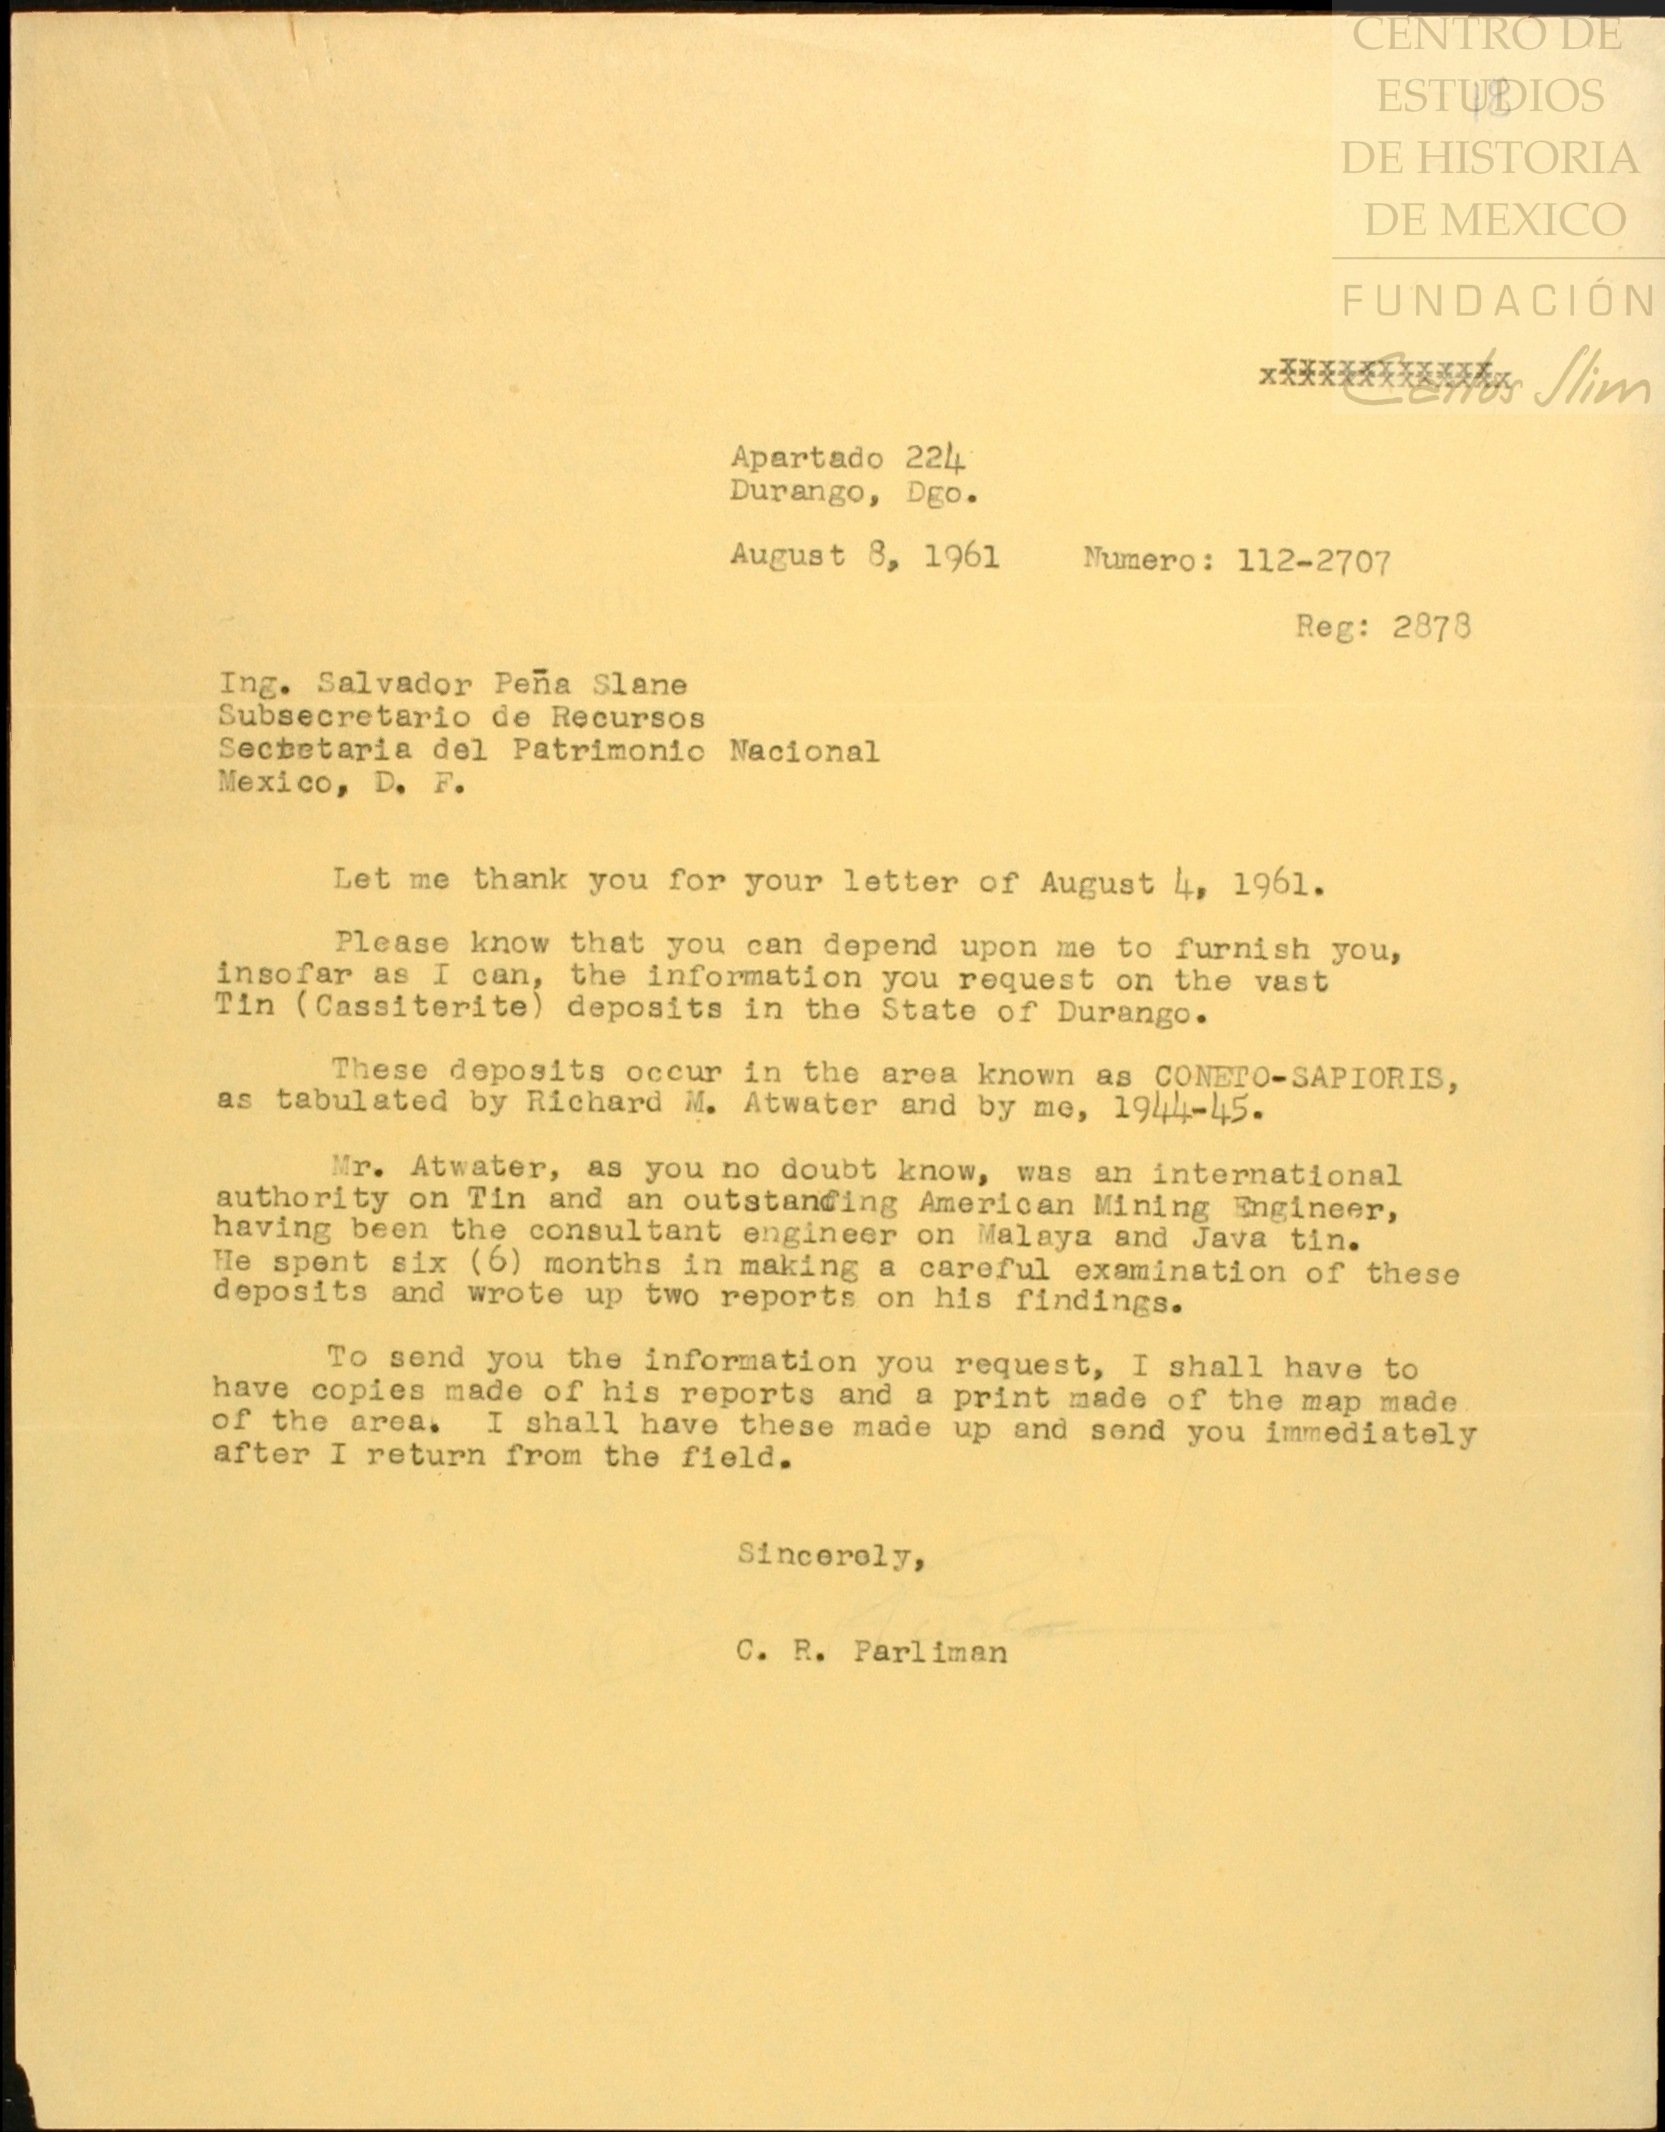 CENTRO DE
ESTUDIOS
DE HISTORIA
DE MEXICO
FUNDACIÓN
Carlos Slim
18
Apartado 224
Durango, Dgo.
August 8, 1961 Numero: 112-2707
Reg: 2878
Ing. Salvador Peña Slane
Subsecretario de Recursos
Sectetaria del Patrimonio Nacional
Mexico, D. F.
Let me thank you for your letter of August 4, 1961.
Please know that you can depend upon me to furnish you,
insofar as I can, the information you request on the vast
Tin (Cassiterite) deposits in the State of Durango.
These deposits occur in the area known as CONETO-SAPIORIS,
as tabulated by Richard M. Atwater and by me, 1944-45.
Mr. Atwater, as you no doubt know, was an international
authority on Tin and an outstanding American Mining Engineer,
having been the consultant engineer on Malaya and Java tin.
He spent six (6) months in making a careful examination of these
deposits and wrote up two reports on his findings.
To send you the information you request, I shall have to
have copies made of his reports and a print made of the map made
of the area. I shall have these made up and send you immediately
after I return from the field.
Sincerely,
C. R. Parliman